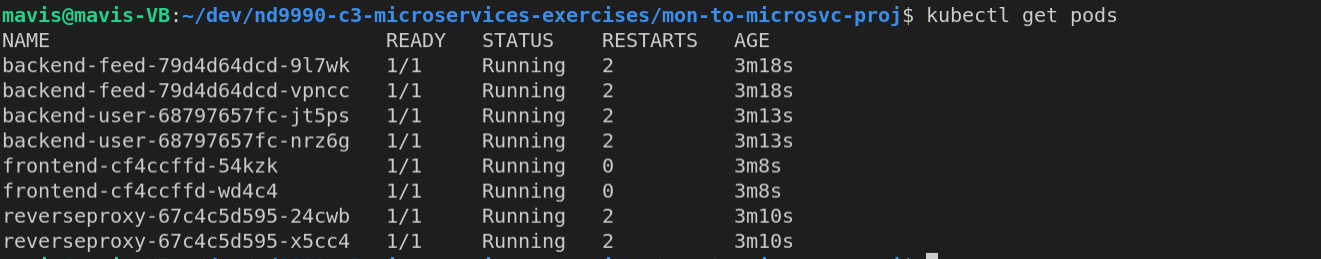 mavis@mavis-VB:~/dev/nd9990-c3-microservices-exercises/mon-to-microsvc-proj$ kubectl get pods
NAME READY STATUS RESTARTS AGE
backend-feed-79d4d64dcd-9l7wk 1/1 Running 2 3m18s
backend-feed-79d4d64dcd-vpncc 1/1 Running 2 3m18s
backend-user-68797657fc-jt5ps 1/1 Running 2 3m13s
backend-user-68797657fc-nrz6g 1/1 Running 2 3m13s
frontend-cf4ccffd-54kzk 1/1 Running 0 3m8s
frontend-cf4ccffd-wd4c4 1/1 Running 0 3m8s
reverseproxy-67c4c5d595-24cwb 1/1 Running 2 3m10s
reverseproxy-67c4c5d595-x5cc4 1/1 Running 2 3m10s